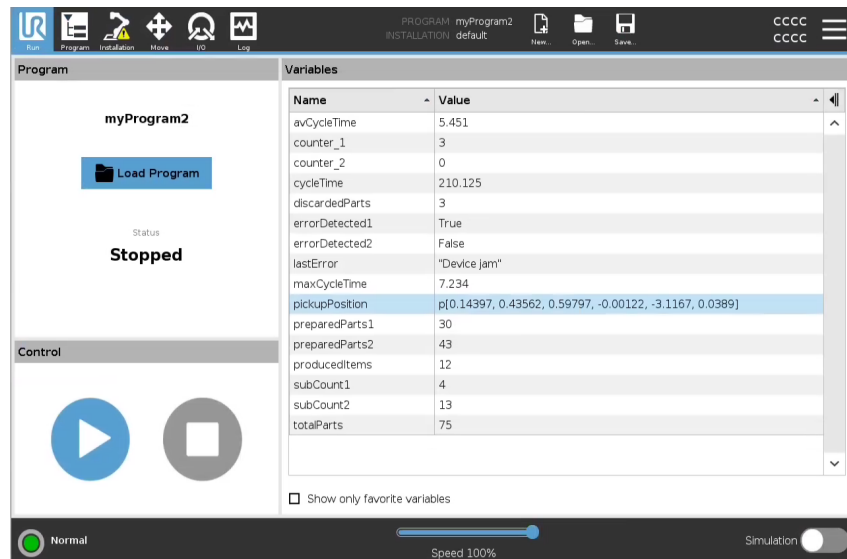 PROGRAM myProgram2
INSTALLATION default
CCCC
CCCC
UR
Run
Program
Installation
Move
I/O
Log
New...
Open...
Save...
Program
myProgram2
Load Program
Status
Stopped
Control
Variables
Name Value
avCycleTime 5.451
counter_1 3
counter_2 0
cycleTime 210.125
discardedParts 3
errorDetected1 True
errorDetected2 False
lastError "Device jam"
maxCycleTime 7.234
pickupPosition p[0.14397, 0.43562, 0.59797, -0.00122, -3.1167, 0.0389]
preparedParts1 30
preparedParts2 43
producedItems 12
subCount1 4
subCount2 13
totalParts 75
Show only favorite variables
Normal
Speed 100%
Simulation